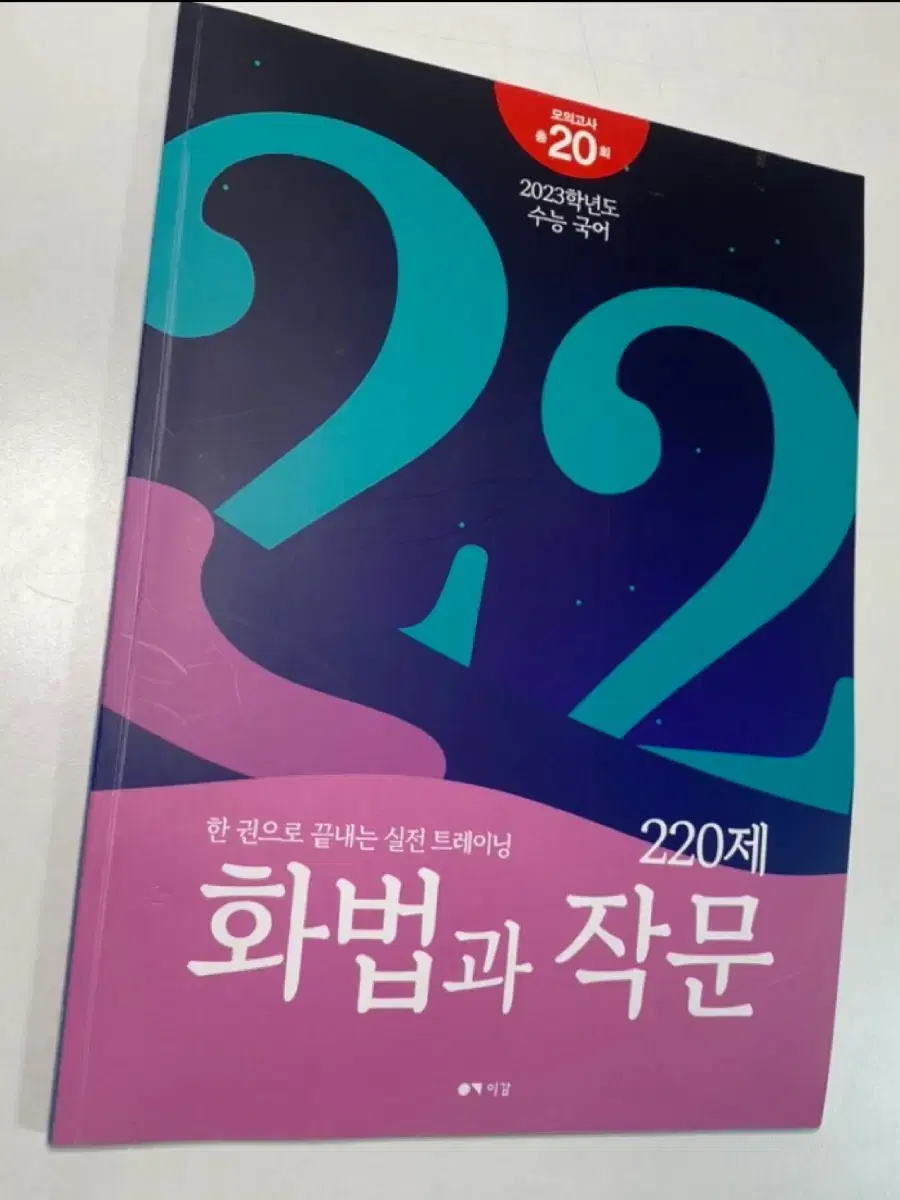 모의고사
총 20 회
2023학년도
수능 국어
22
한 권으로 끝내는 실전 트레이닝
220제
화법과 작문
이감